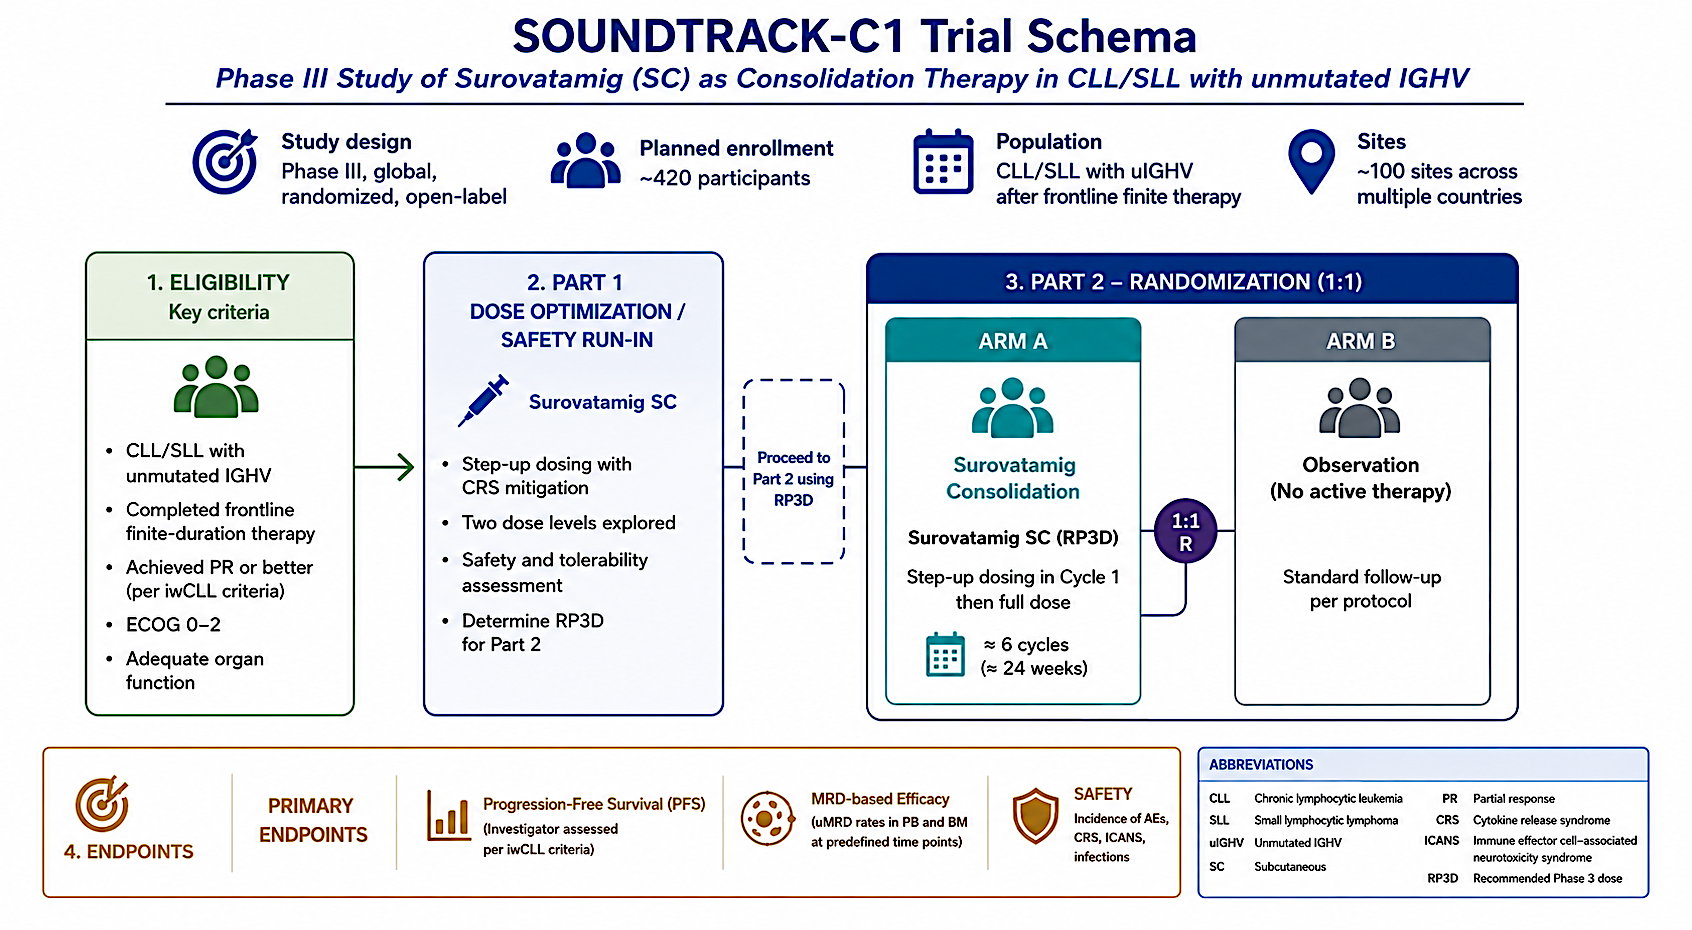 SOUNDTRACK-C1 Trial Schema
Phase III Study of Surovatamig (SC) as Consolidation Therapy in CLL/SLL with unmutated IGHV
Study design
Phase III, global,
randomized, open-label
Planned enrollment
~420 participants
Population
CLL/SLL with uIGHV
after frontline finite therapy
Sites
~100 sites across
multiple countries
1. ELIGIBILITY
Key criteria
• CLL/SLL with
unmutated IGHV
• Completed frontline
finite-duration therapy
• Achieved PR or better
(per iwCLL criteria)
• ECOG 0–2
• Adequate organ
function
2. PART 1
DOSE OPTIMIZATION /
SAFETY RUN-IN
Surovatamig SC
• Step-up dosing with
CRS mitigation
• Two dose levels explored
• Safety and tolerability
assessment
• Determine RP3D
for Part 2
Proceed to
Part 2 using
RP3D
3. PART 2 – RANDOMIZATION (1:1)
ARM A
Surovatamig
Consolidation
Surovatamig SC (RP3D)
Step-up dosing in Cycle 1
then full dose
≈ 6 cycles
(≈ 24 weeks)
1:1
R
ARM B
Observation
(No active therapy)
Standard follow-up
per protocol
4. ENDPOINTS
PRIMARY
ENDPOINTS
Progression-Free Survival (PFS)
(Investigator assessed
per iwCLL criteria)
MRD-based Efficacy
(uMRD rates in PB and BM
at predefined time points)
SAFETY
Incidence of AEs,
CRS, ICANS,
infections
ABBREVIATIONS
CLL Chronic lymphocytic leukemia
SLL Small lymphocytic lymphoma
uIGHV Unmutated IGHV
SC Subcutaneous
PR Partial response
CRS Cytokine release syndrome
ICANS Immune effector cell–associated
neurotoxicity syndrome
RP3D Recommended Phase 3 dose